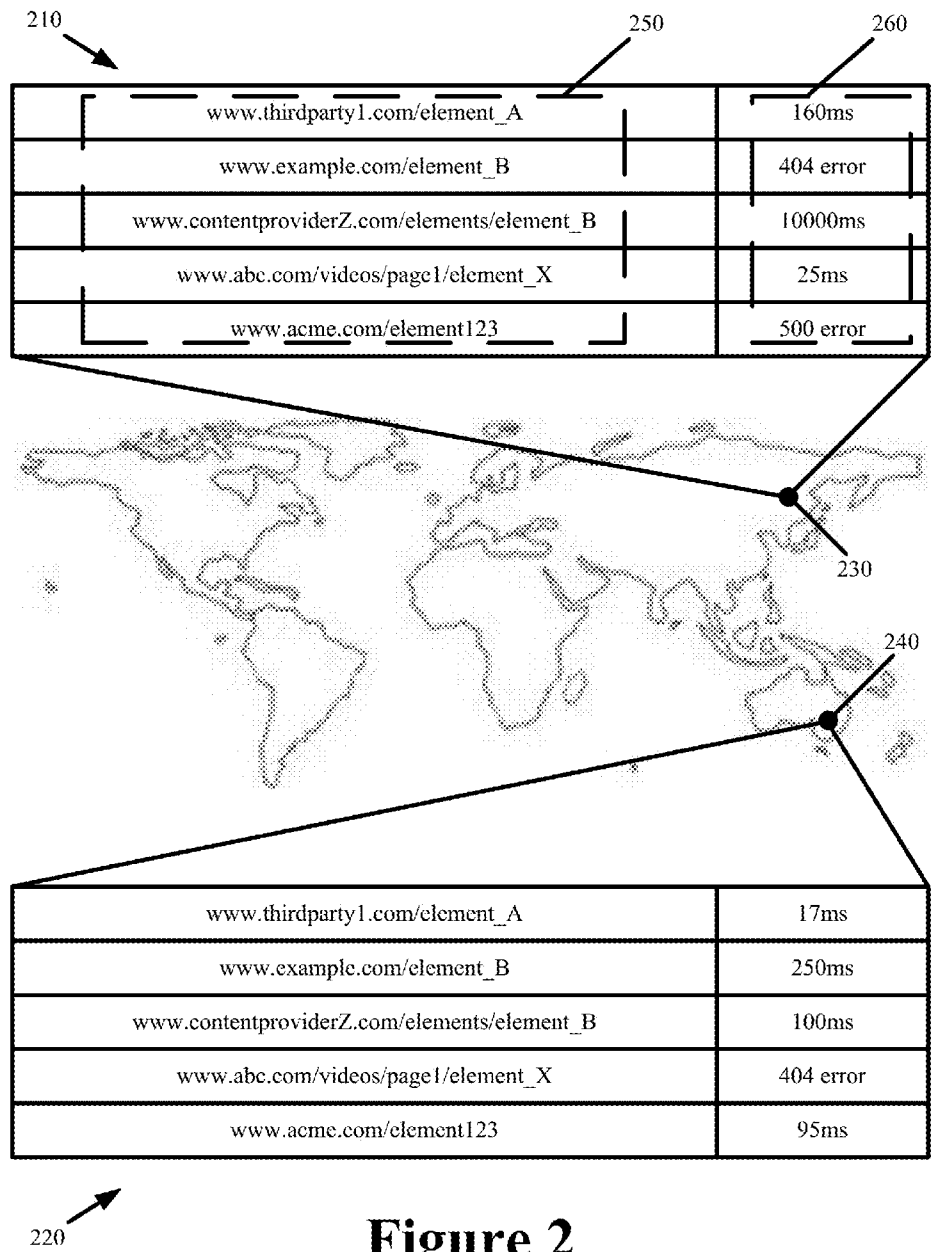 210
250
260
www.thirdparty1.com/element_A 160ms
www.example.com/element_B 404 error
www.contentproviderZ.com/elements/element_B 10000ms
www.abc.com/videos/page1/element_X 25ms
www.acme.com/element123 500 error
230
240
www.thirdparty1.com/element_A 17ms
www.example.com/element_B 250ms
www.contentproviderZ.com/elements/element_B 100ms
www.abc.com/videos/page1/element_X 404 error
www.acme.com/element123 95ms
220
Figure 2